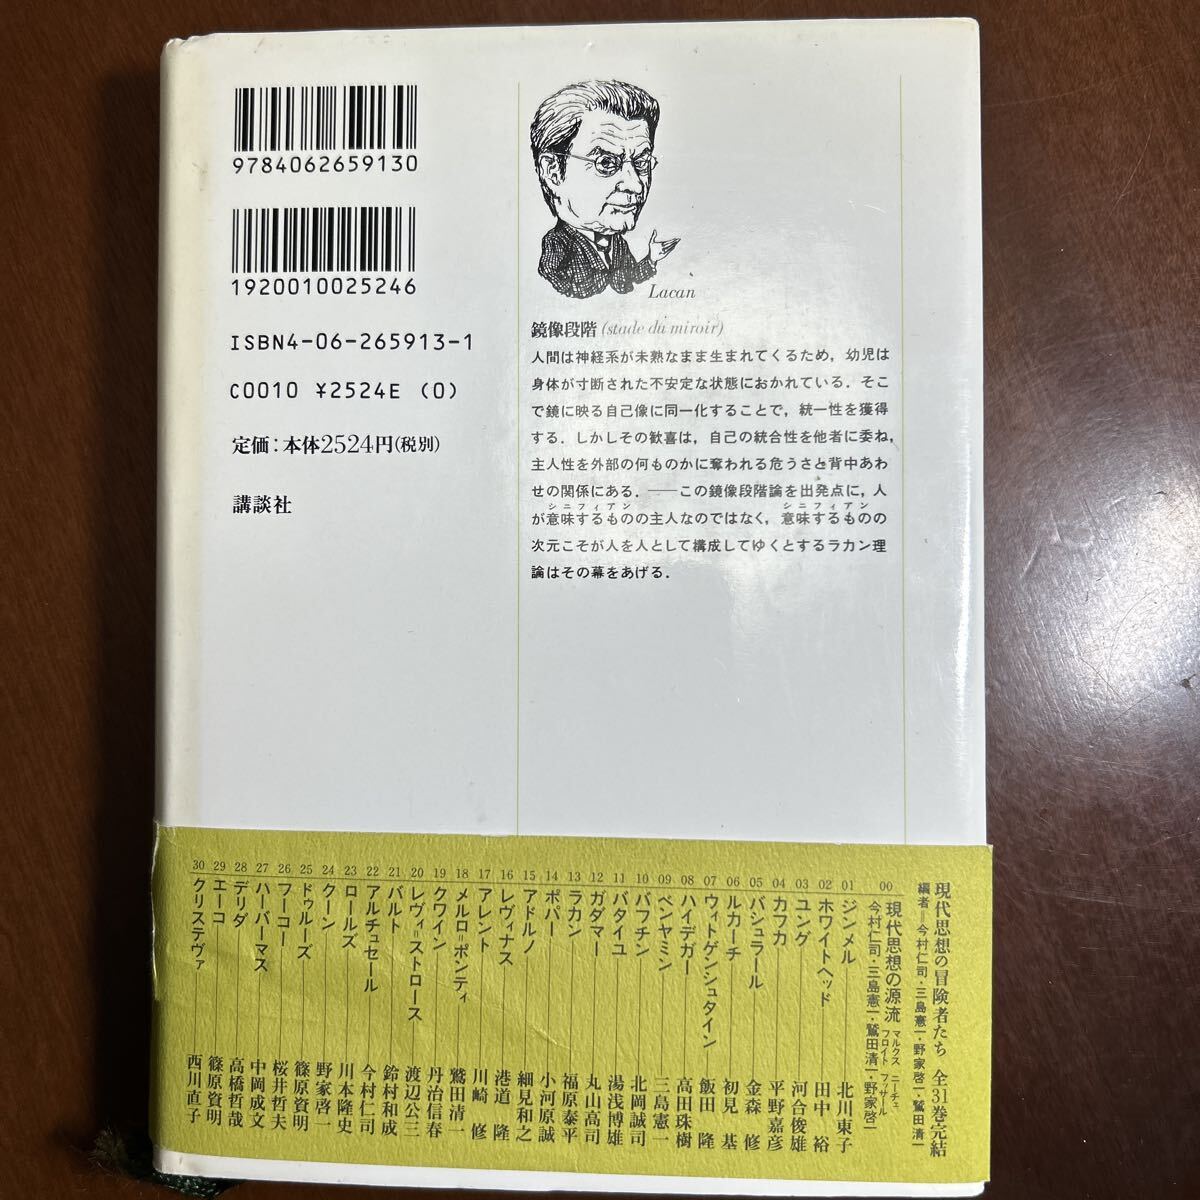 9784062659130
1920010025246
ISBN4-06-265913-1
C0010 ¥2524E (0)
定価：本体2524円(税別)
講談社
Lacan
鏡像段階 (stade du miroir)
人間は神経系が未熟なまま生まれてくるため，幼児は
身体が寸断された不安定な状態におかれている．そこ
で鏡に映る自己像に同一化することで，統一性を獲得
する．しかしその歓喜は，自己の統合性を他者に委ね，
主人性を外部の何ものかに奪われる危うさと背中あわ
せの関係にある．——この鏡像段階論を出発点に，人
シニフィアン シニフィアン
が意味するものの主人なのではなく，意味するものの
次元こそが人を人として構成してゆくとするラカン理
論はその幕をあげる．
現代思想の冒険者たち 全31巻完結
編者＝今村仁司・三島憲一・野家啓一・鷲田清一
00 現代思想の源流 マルクス ニーチェ フロイト フッサール
今村仁司・三島憲一・鷲田清一・野家啓一
01 ジンメル 北川東子
02 ホワイトヘッド 田中 裕
03 ユング 河合俊雄
04 カフカ 平野嘉彦
05 バシュラール 金森 修
06 ルカーチ 初見 基
07 ウィトゲンシュタイン 飯田 隆
08 ハイデガー 高田珠樹
09 ベンヤミン 三島憲一
10 バフチン 北岡誠司
11 バタイユ 湯浅博雄
12 ガダマー 丸山高司
13 ラカン 福原泰平
14 ポパー 小河原誠
15 アドルノ 細見和之
16 レヴィナス 港道 隆
17 アレント 川崎 修
18 メルロ＝ポンティ 鷲田清一
19 クワイン 丹治信春
20 レヴィ＝ストロース 渡辺公三
21 バルト 鈴村和成
22 アルチュセール 今村仁司
23 ロールズ 川本隆史
24 クーン 野家啓一
25 ドゥルーズ 篠原資明
26 フーコー 桜井哲夫
27 ハーバーマス 中岡成文
28 デリダ 高橋哲哉
29 エーコ 篠原資明
30 クリステヴァ 西川直子